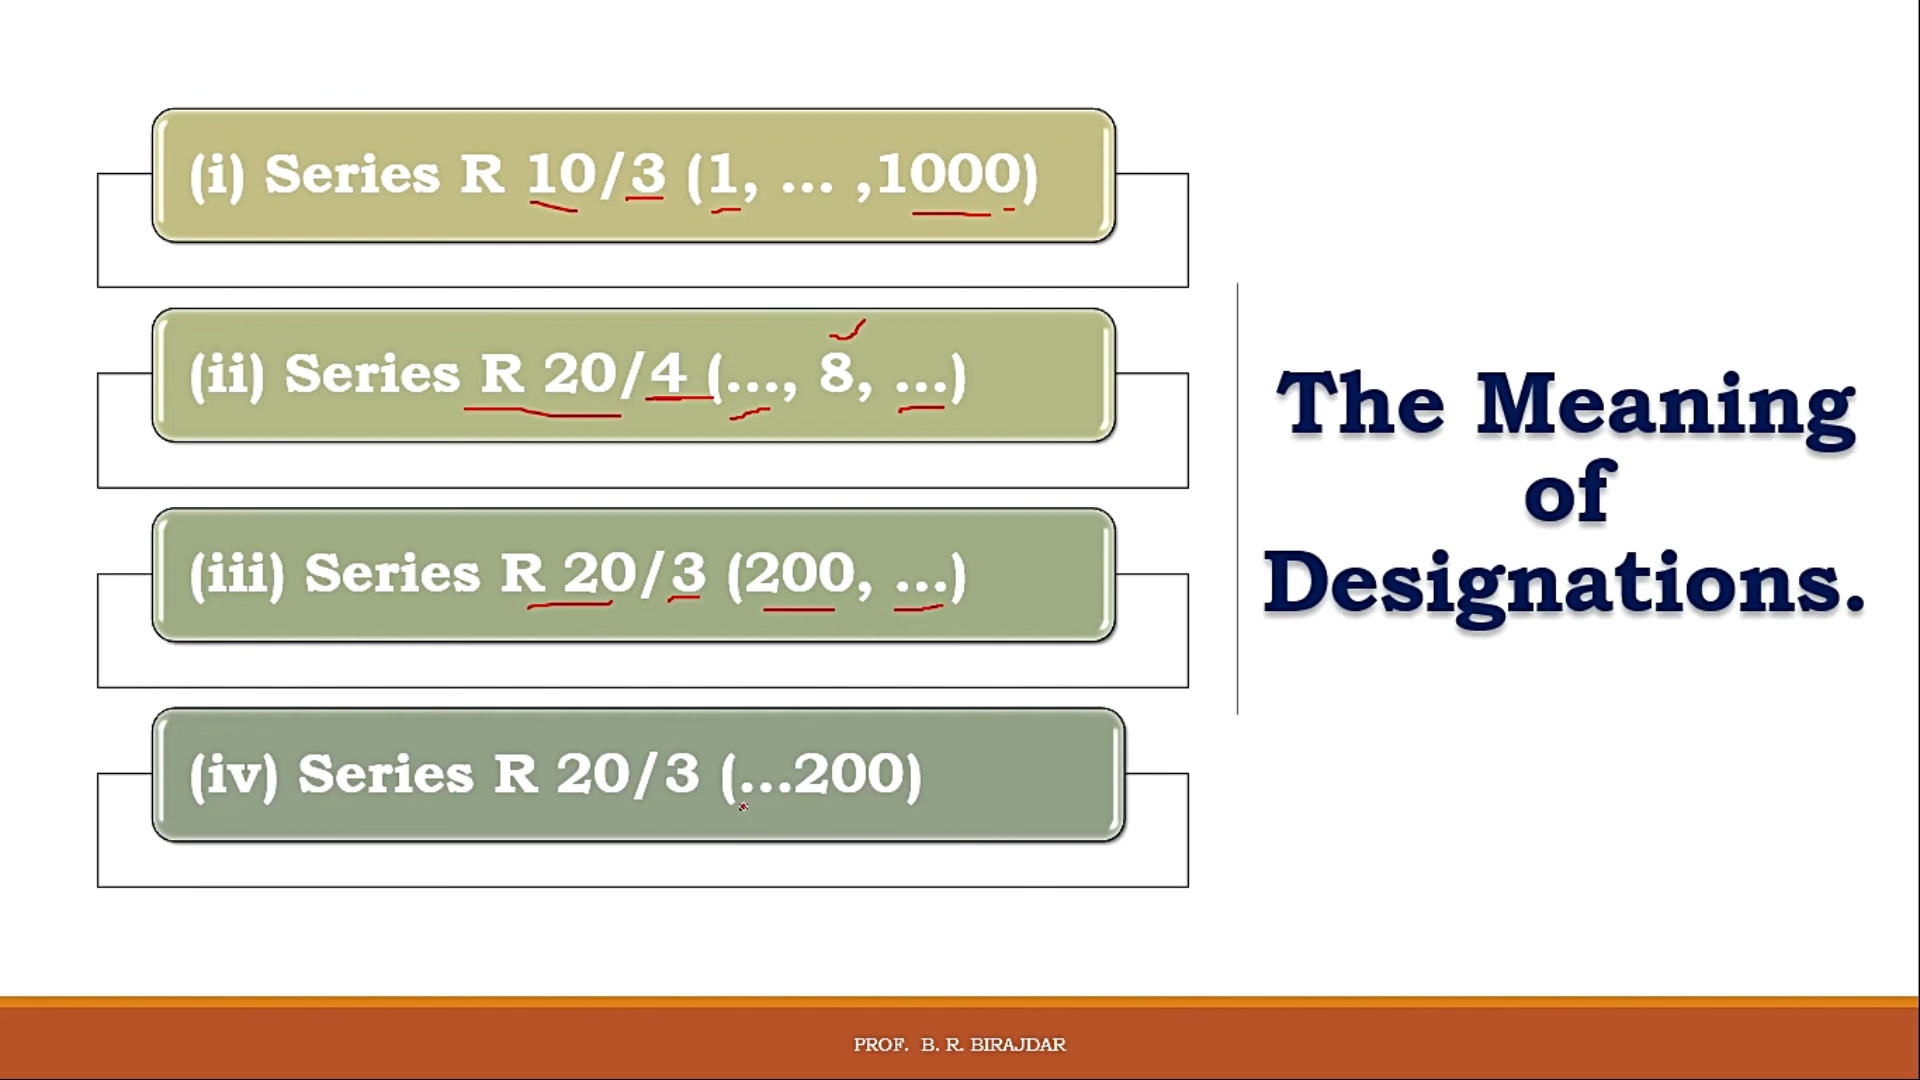 (i) Series R 10/3 (1, ... ,1000)
(ii) Series R 20/4 (..., 8, ...)
(iii) Series R 20/3 (200, ...)
(iv) Series R 20/3 (...200)
The Meaning
of
Designations.
PROF. B. R. BIRAJDAR